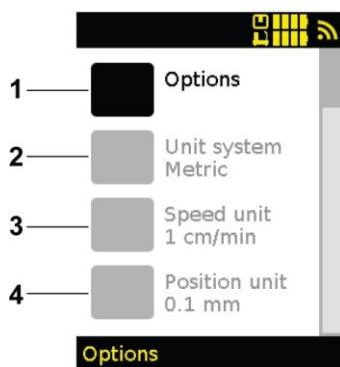 1
Options
2
Unit system
Metric
3
Speed unit
1 cm/min
4
Position unit
0.1 mm
Options